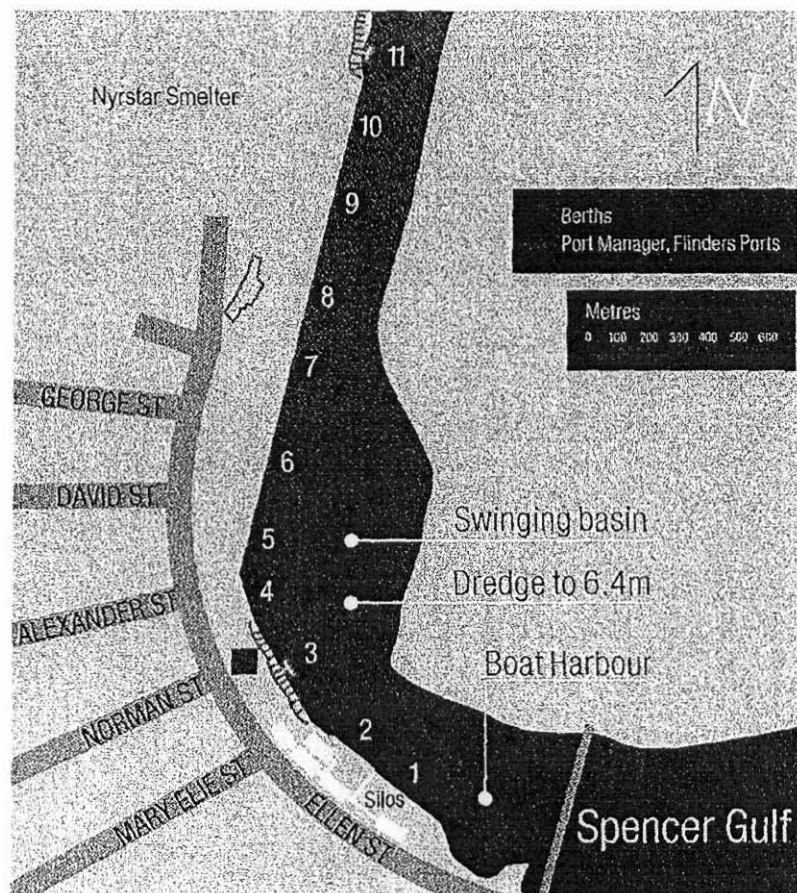 11
Nyrstar Smelter
N
10
9
Berths
Port Manager, Flinders Ports
8
Metres
0 100 200 300 400 500 600
7
GEORGE ST
6
DAVID ST
Swinging basin
5
Dredge to 6.4m
4
ALEXANDER ST
3
Boat Harbour
NORMAN ST
2
1
MARY ELIE ST
Silos
ELLEN ST
Spencer Gulf